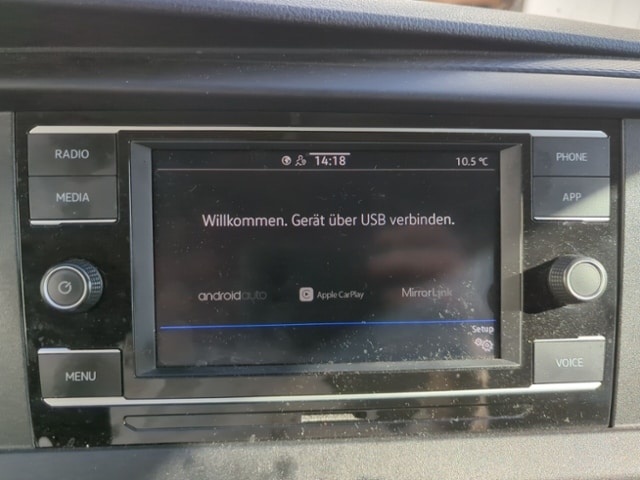 RADIO
PHONE
14:18
10.5 °C
MEDIA
APP
Willkommen. Gerät über USB verbinden.
androidauto
Apple CarPlay
MirrorLink
Setup
MENU
VOICE